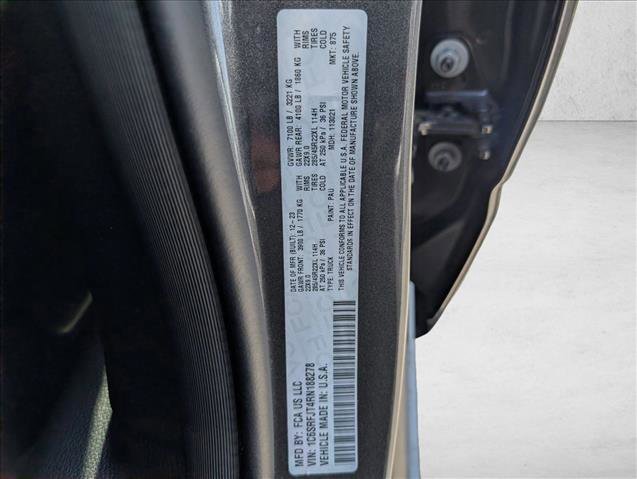 MFD BY: FCA US LLC
DATE OF MFR (BUILT): 12-23
GVWR: 7100 LB / 3221 KG
GAWR FRONT: 3900 LB / 1770 KG
WITH
22X9.0
RIMS
285/45R22XL 114H
TIRES
AT 250 kPa / 36 PSI
COLD
GAWR REAR: 4100 LB / 1860 KG
WITH
22X9.0
RIMS
285/45R22XL 114H
TIRES
AT 250 kPa / 36 PSI
COLD
VIN: 1C6SRFJT4RN188278
TYPE: TRUCK
PAINT: PAU
MDH: 113021
MKT: 875
VEHICLE MADE IN: U.S.A.
THIS VEHICLE CONFORMS TO ALL APPLICABLE U.S.A. FEDERAL MOTOR VEHICLE SAFETY
STANDARDS IN EFFECT ON THE DATE OF MANUFACTURE SHOWN ABOVE.